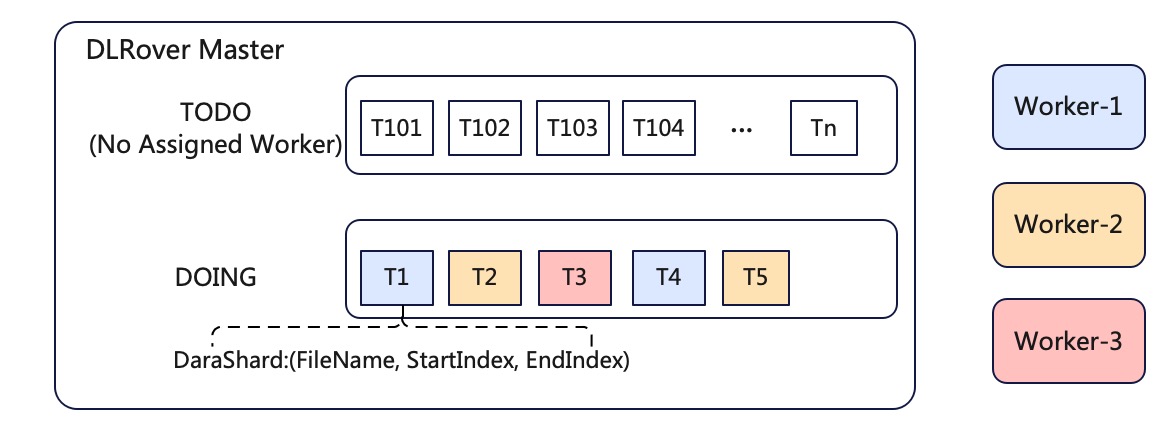 DLRover Master
TODO
(No Assigned Worker)
T101 T102 T103 T104 ... Tn
DOING
T1 T2 T3 T4 T5
DaraShard:(FileName, StartIndex, EndIndex)
Worker-1
Worker-2
Worker-3